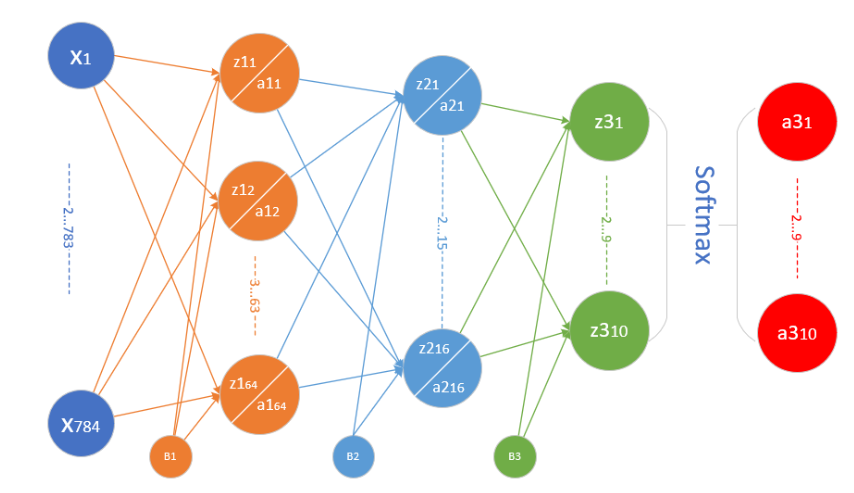 X1
2...783
X784
B1
z11
a11
z12
a12
3...63
z164
a164
B2
z21
a21
2...15
z216
a216
B3
z31
2...9
z310
Softmax
a31
2...9
a310